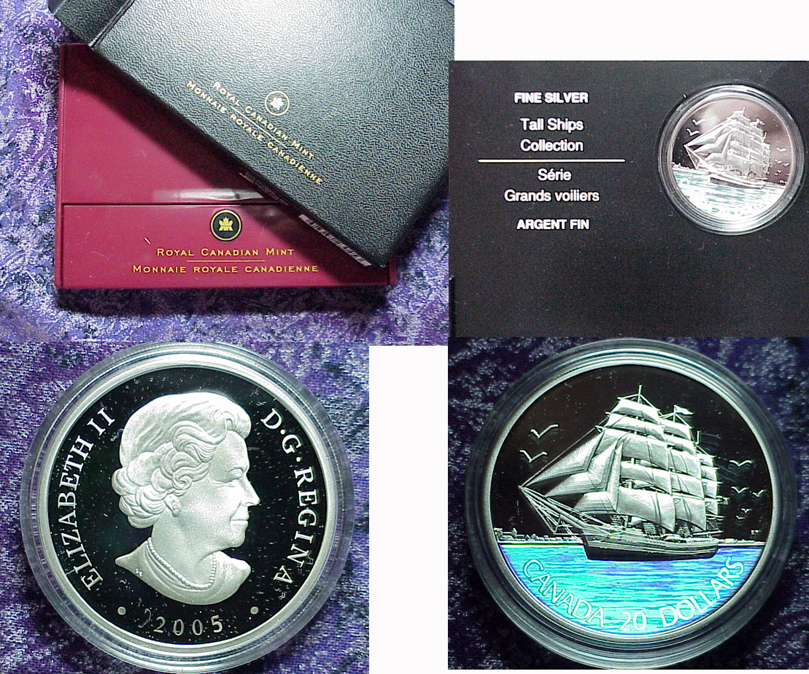 ROYAL CANADIAN MINT
MONNAIE ROYALE CANADIENNE
ROYAL CANADIAN MINT
MONNAIE ROYALE CANADIENNE
FINE SILVER
Tall Ships
Collection
Série
Grands voiliers
ARGENT FIN
ELIZABETH II
D·G·REGINA
2005
CANADA 20 DOLLARS